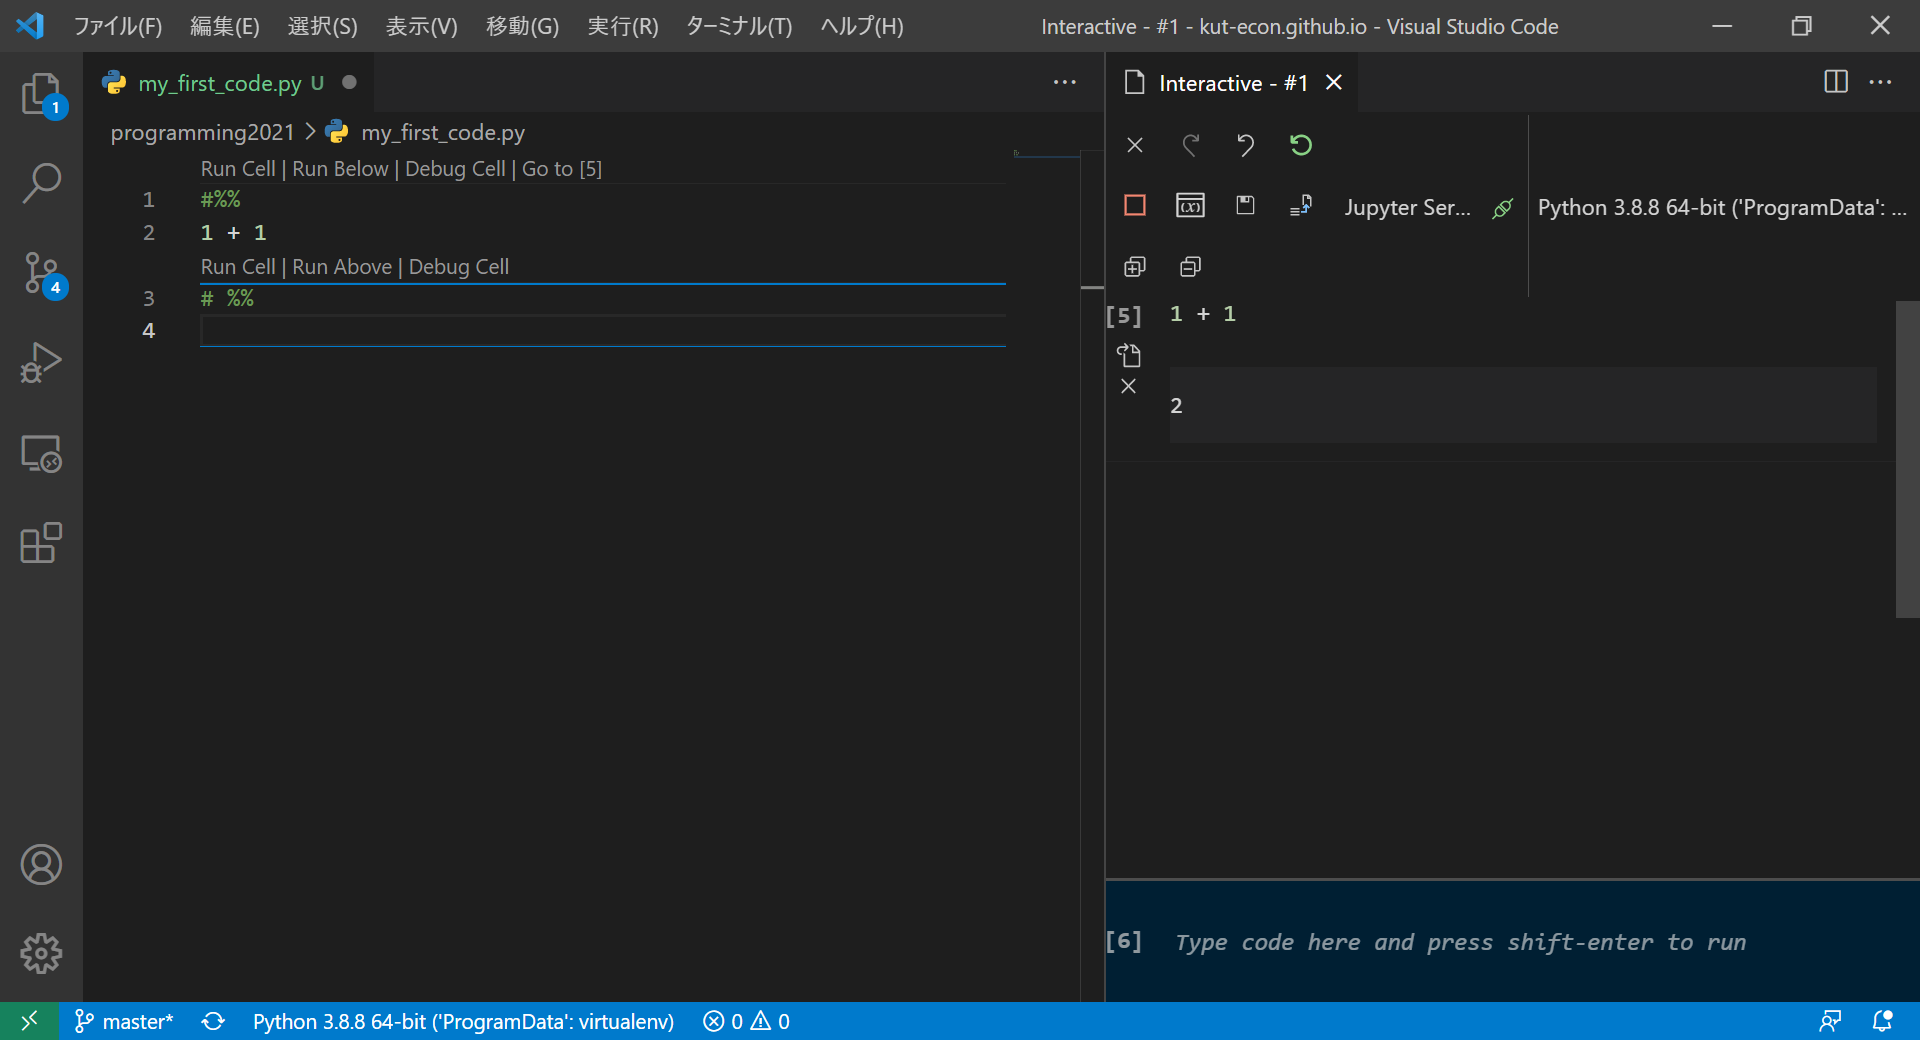 ファイル(F) 編集(E) 選択(S) 表示(V) 移動(G) 実行(R) ターミナル(T) ヘルプ(H) Interactive - #1 - kut-econ.github.io - Visual Studio Code
my_first_code.py U
programming2021 > my_first_code.py
Run Cell | Run Below | Debug Cell | Go to [5]
1 #%%
2 1 + 1
Run Cell | Run Above | Debug Cell
3 # %%
4
1
4
Interactive - #1
Jupyter Ser... Python 3.8.8 64-bit ('ProgramData': ...
[5] 1 + 1
2
[6] Type code here and press shift-enter to run
master* Python 3.8.8 64-bit ('ProgramData': virtualenv) 0 0